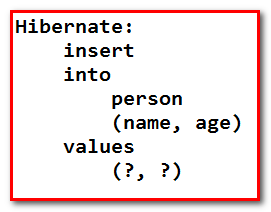 Hibernate:
    insert
    into
        person
        (name, age)
    values
        (?, ?)